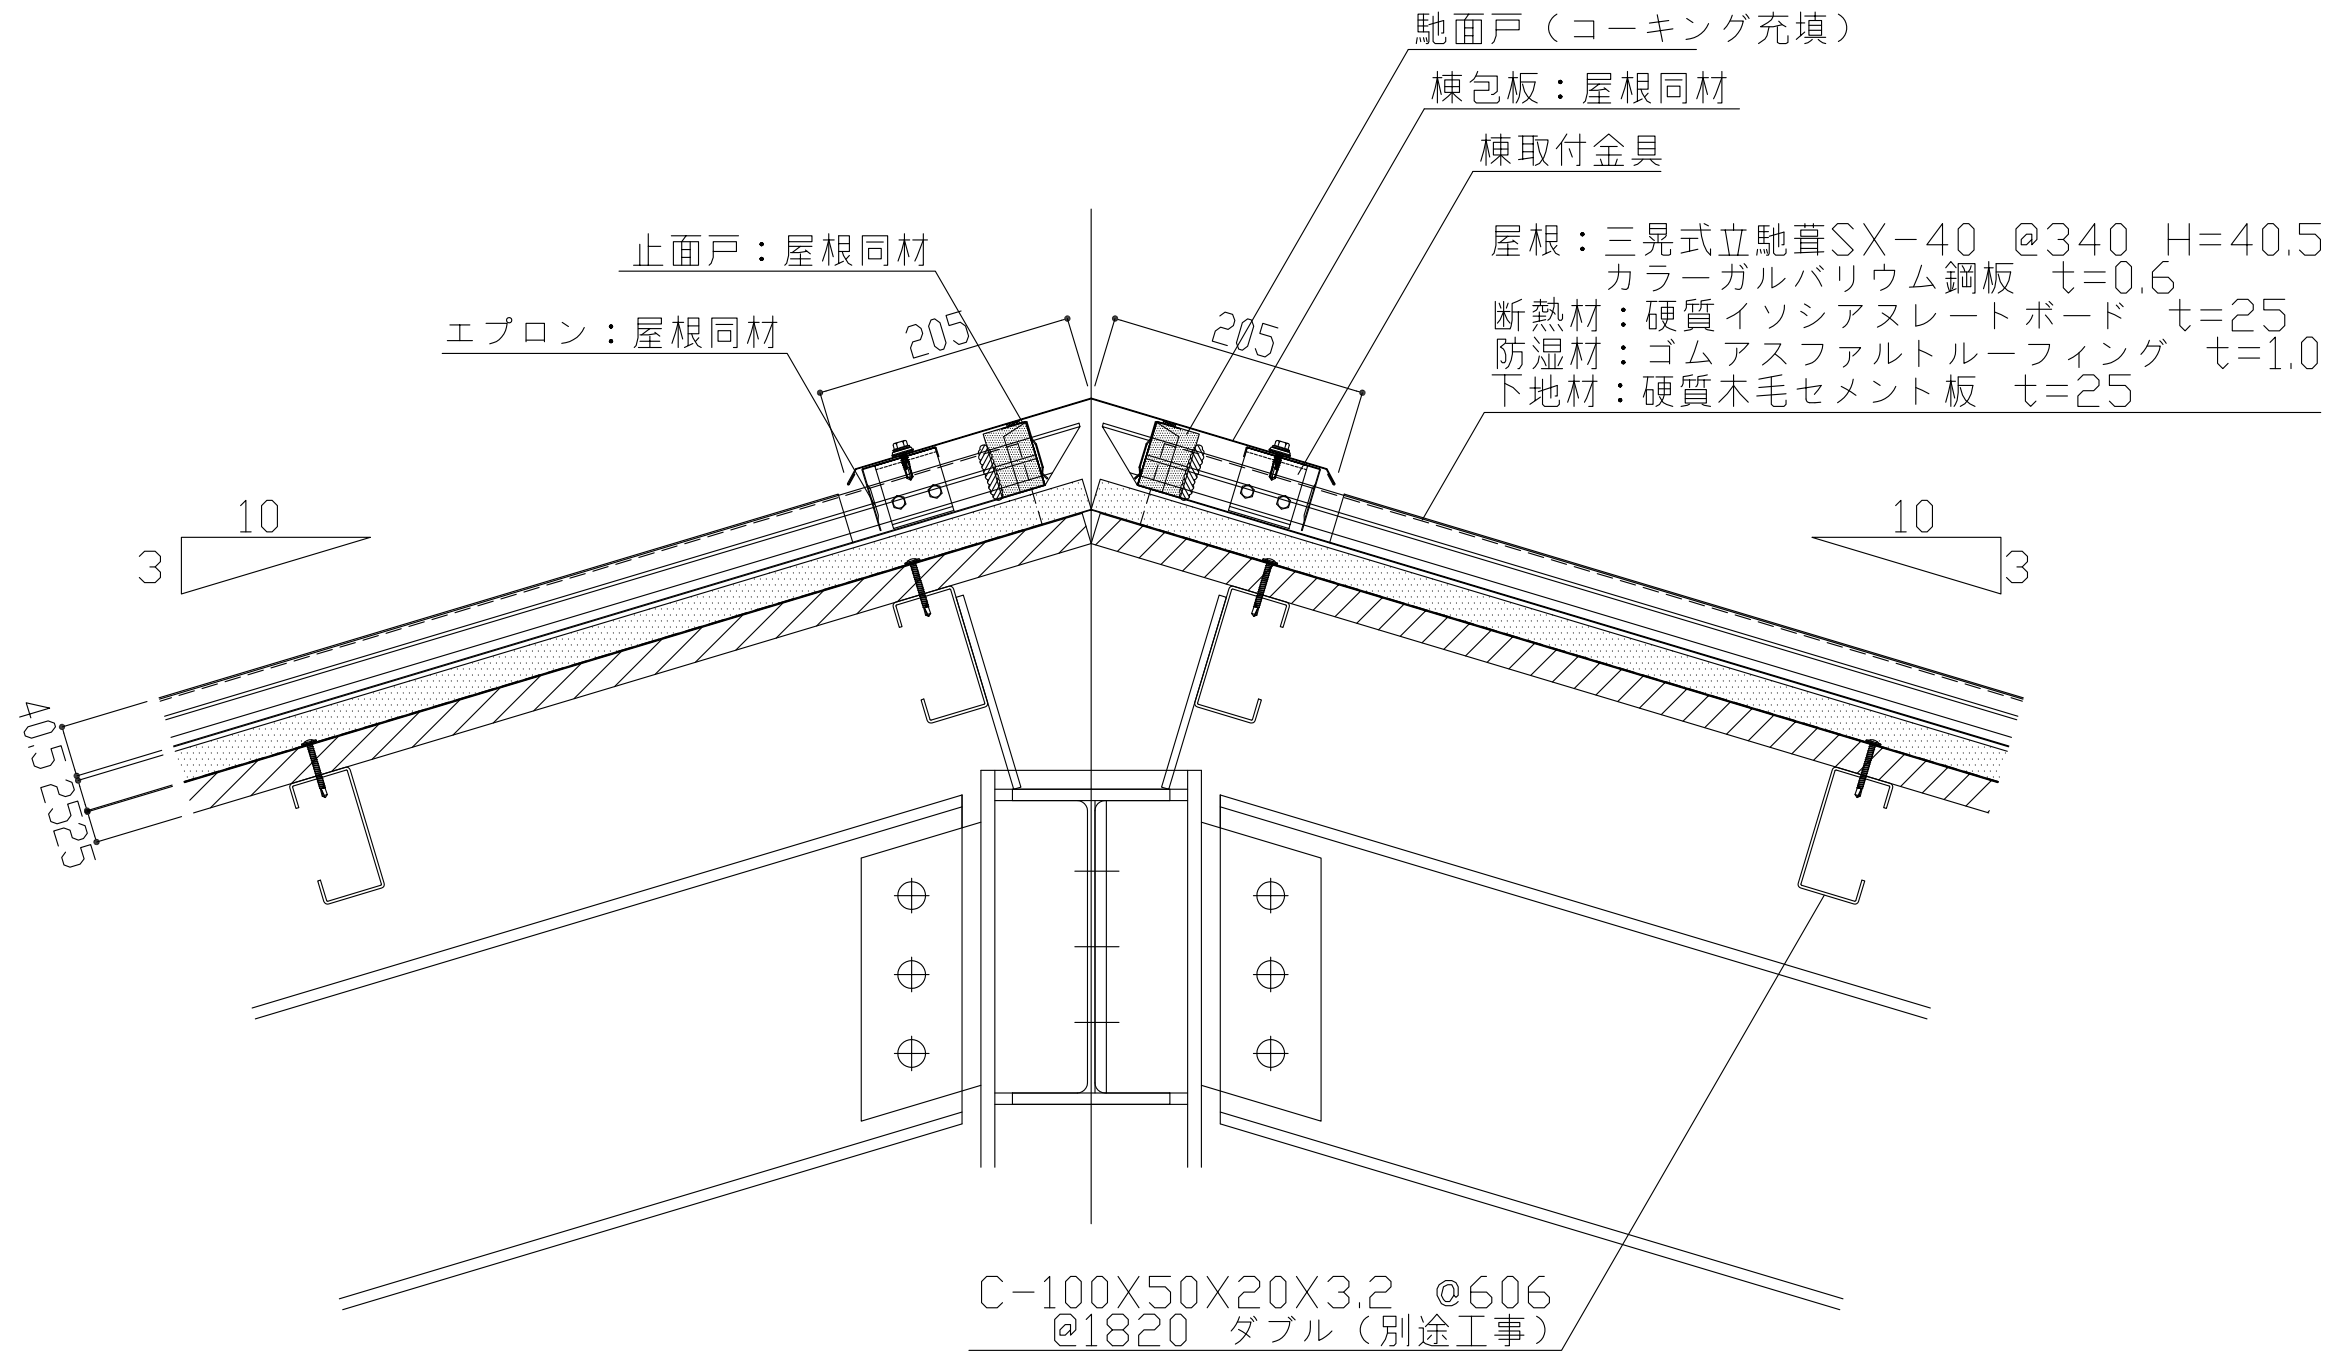 馳面戸（コーキング充填）
棟包板：屋根同材
棟取付金具
止面戸：屋根同材
エプロン：屋根同材
屋根：三晃式立馳葺SX-40 @340 H=40.5
カラーガルバリウム鋼板 t=0.6
断熱材：硬質イソシアヌレートボード t=25
防湿材：ゴムアスファルトルーフィング t=1.0
下地材：硬質木毛セメント板 t=25
205
205
10
3
10
3
40.5
25
25
C-100X50X20X3.2 @606
@1820 ダブル（別途工事）